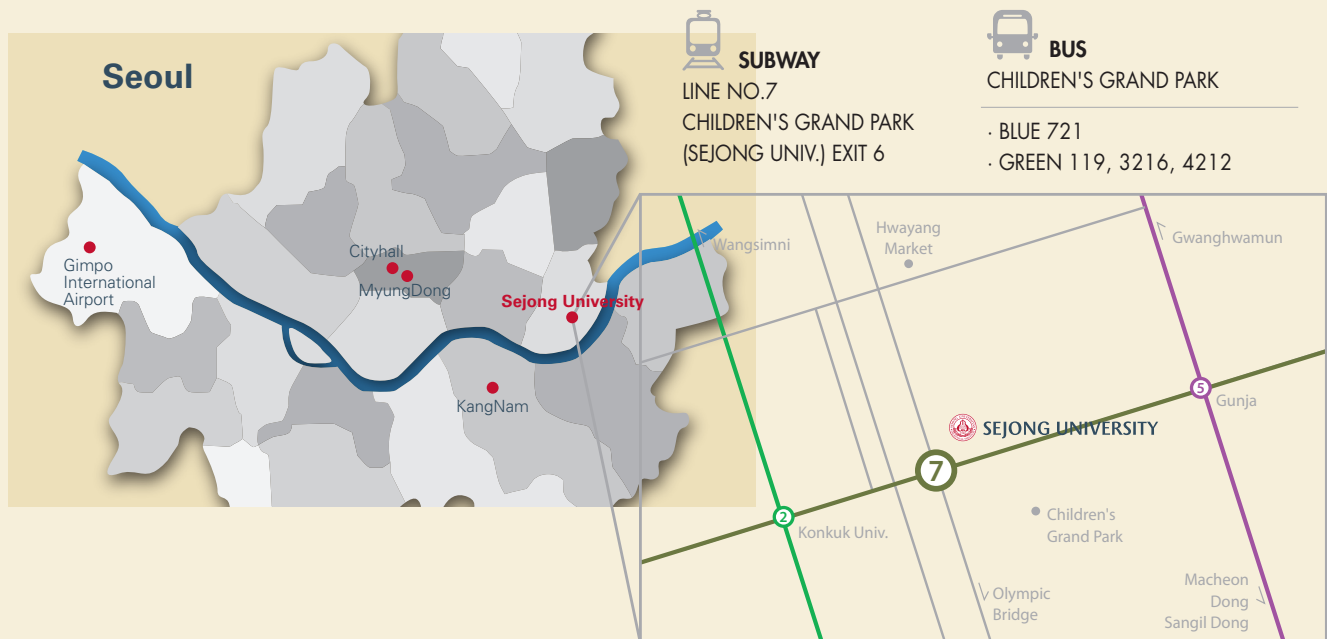 Seoul
Gimpo
International
Airport
Cityhall
MyungDong
Sejong University
KangNam
SUBWAY
LINE NO.7
CHILDREN'S GRAND PARK
(SEJONG UNIV.) EXIT 6
BUS
CHILDREN'S GRAND PARK
· BLUE 721
· GREEN 119, 3216, 4212
Wangsimni
Hwayang
Market
Gwanghwamun
5
Gunja
SEJONG UNIVERSITY
7
2
Konkuk Univ.
Children's
Grand Park
Olympic
Bridge
Macheon
Dong
Sangil Dong